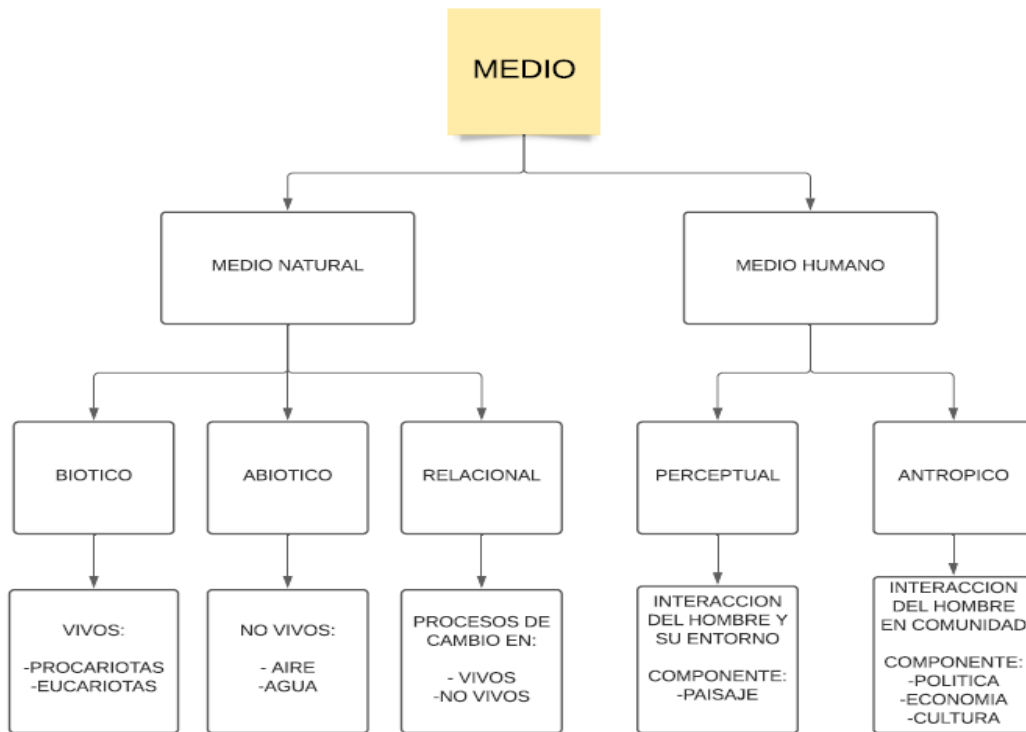 MEDIO
MEDIO NATURAL
MEDIO HUMANO
BIOTICO
ABIOTICO
RELACIONAL
PERCEPTUAL
ANTROPICO
VIVOS:
-PROCARIOTAS
-EUCARIOTAS
NO VIVOS:
- AIRE
-AGUA
PROCESOS DE
CAMBIO EN:
- VIVOS
-NO VIVOS
INTERACCION
DEL HOMBRE Y
SU ENTORNO
COMPONENTE:
-PAISAJE
INTERACCION
DEL HOMBRE
EN COMUNIDAD
COMPONENTE:
-POLITICA
-ECONOMIA
-CULTURA